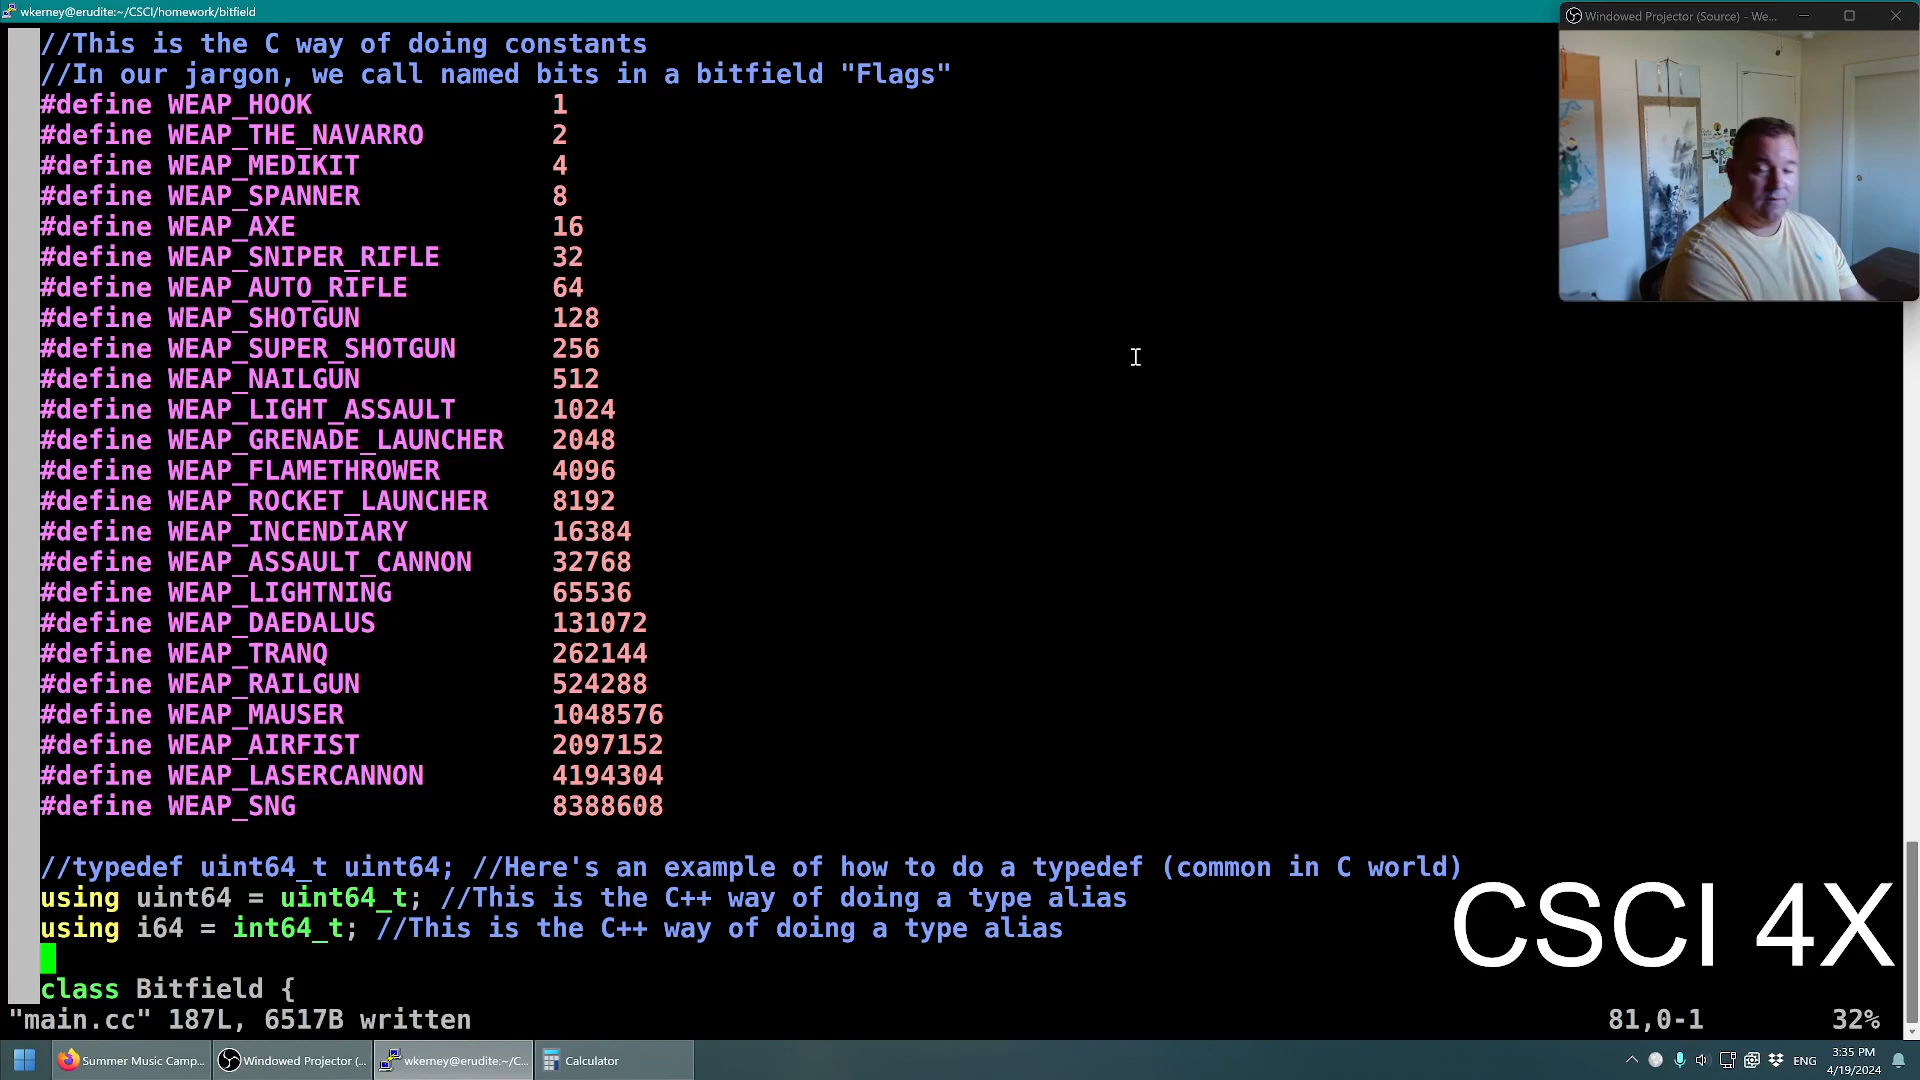 wkerney@erudite:~/CSCI/homework/bitfield
Windowed Projector (Source) - We...
//This is the C way of doing constants
//In our jargon, we call named bits in a bitfield "Flags"
#define WEAP_HOOK 1
#define WEAP_THE_NAVARRO 2
#define WEAP_MEDIKIT 4
#define WEAP_SPANNER 8
#define WEAP_AXE 16
#define WEAP_SNIPER_RIFLE 32
#define WEAP_AUTO_RIFLE 64
#define WEAP_SHOTGUN 128
#define WEAP_SUPER_SHOTGUN 256
#define WEAP_NAILGUN 512
#define WEAP_LIGHT_ASSAULT 1024
#define WEAP_GRENADE_LAUNCHER 2048
#define WEAP_FLAMETHROWER 4096
#define WEAP_ROCKET_LAUNCHER 8192
#define WEAP_INCENDIARY 16384
#define WEAP_ASSAULT_CANNON 32768
#define WEAP_LIGHTNING 65536
#define WEAP_DAEDALUS 131072
#define WEAP_TRANQ 262144
#define WEAP_RAILGUN 524288
#define WEAP_MAUSER 1048576
#define WEAP_AIRFIST 2097152
#define WEAP_LASERCANNON 4194304
#define WEAP_SNG 8388608
//typedef uint64_t uint64; //Here's an example of how to do a typedef (common in C world)
using uint64 = uint64_t; //This is the C++ way of doing a type alias
using i64 = int64_t; //This is the C++ way of doing a type alias
CSCI 4X
class Bitfield {
"main.cc" 187L, 6517B written 81,0-1 32%
Summer Music Camp...
Windowed Projector (...
wkerney@erudite:~/C...
Calculator
ENG
3:35 PM
4/19/2024